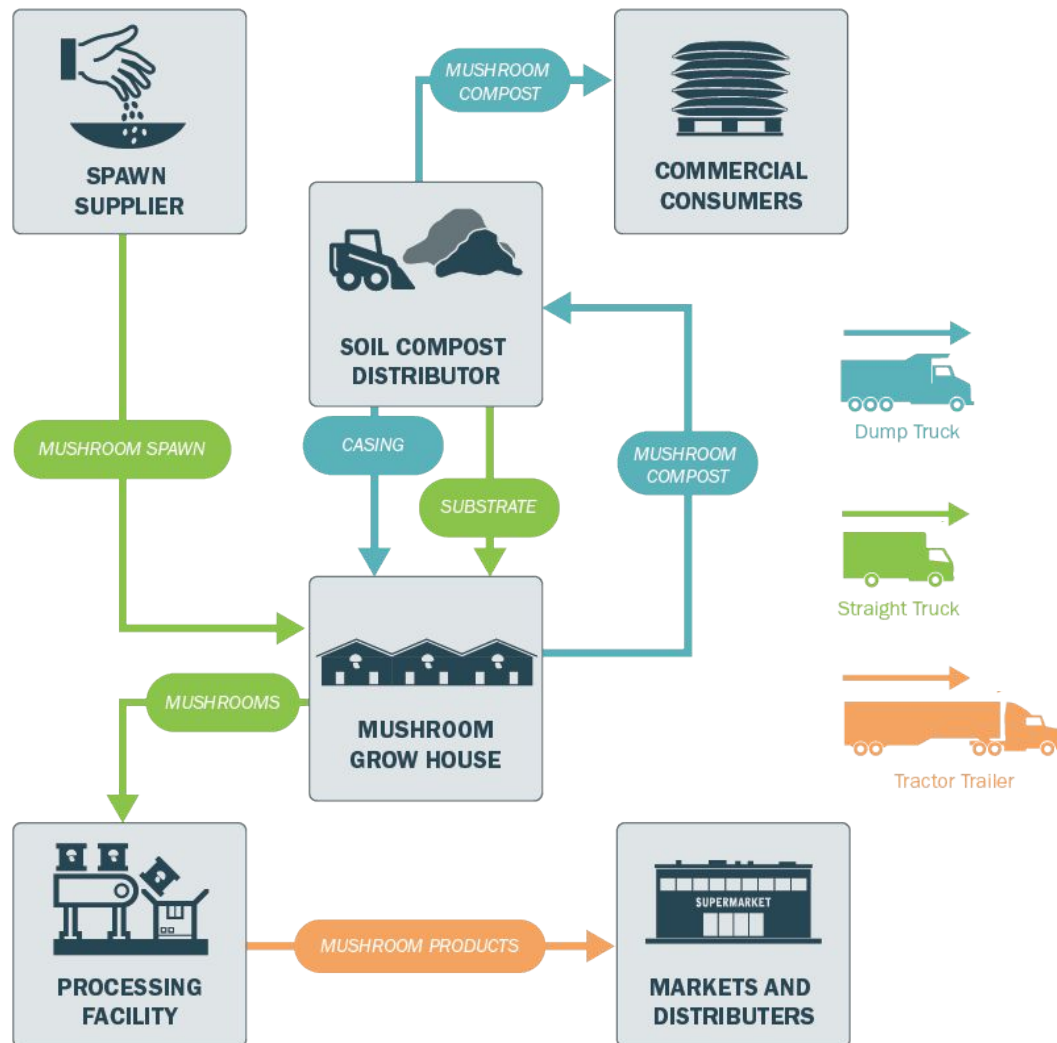 SPAWN
SUPPLIER
MUSHROOM
COMPOST
COMMERCIAL
CONSUMERS
SOIL COMPOST
DISTRIBUTOR
MUSHROOM SPAWN
CASING
SUBSTRATE
MUSHROOM
COMPOST
Dump Truck
Straight Truck
Tractor Trailer
MUSHROOMS
MUSHROOM
GROW HOUSE
PROCESSING
FACILITY
MUSHROOM PRODUCTS
SUPERMARKET
MARKETS AND
DISTRIBUTERS